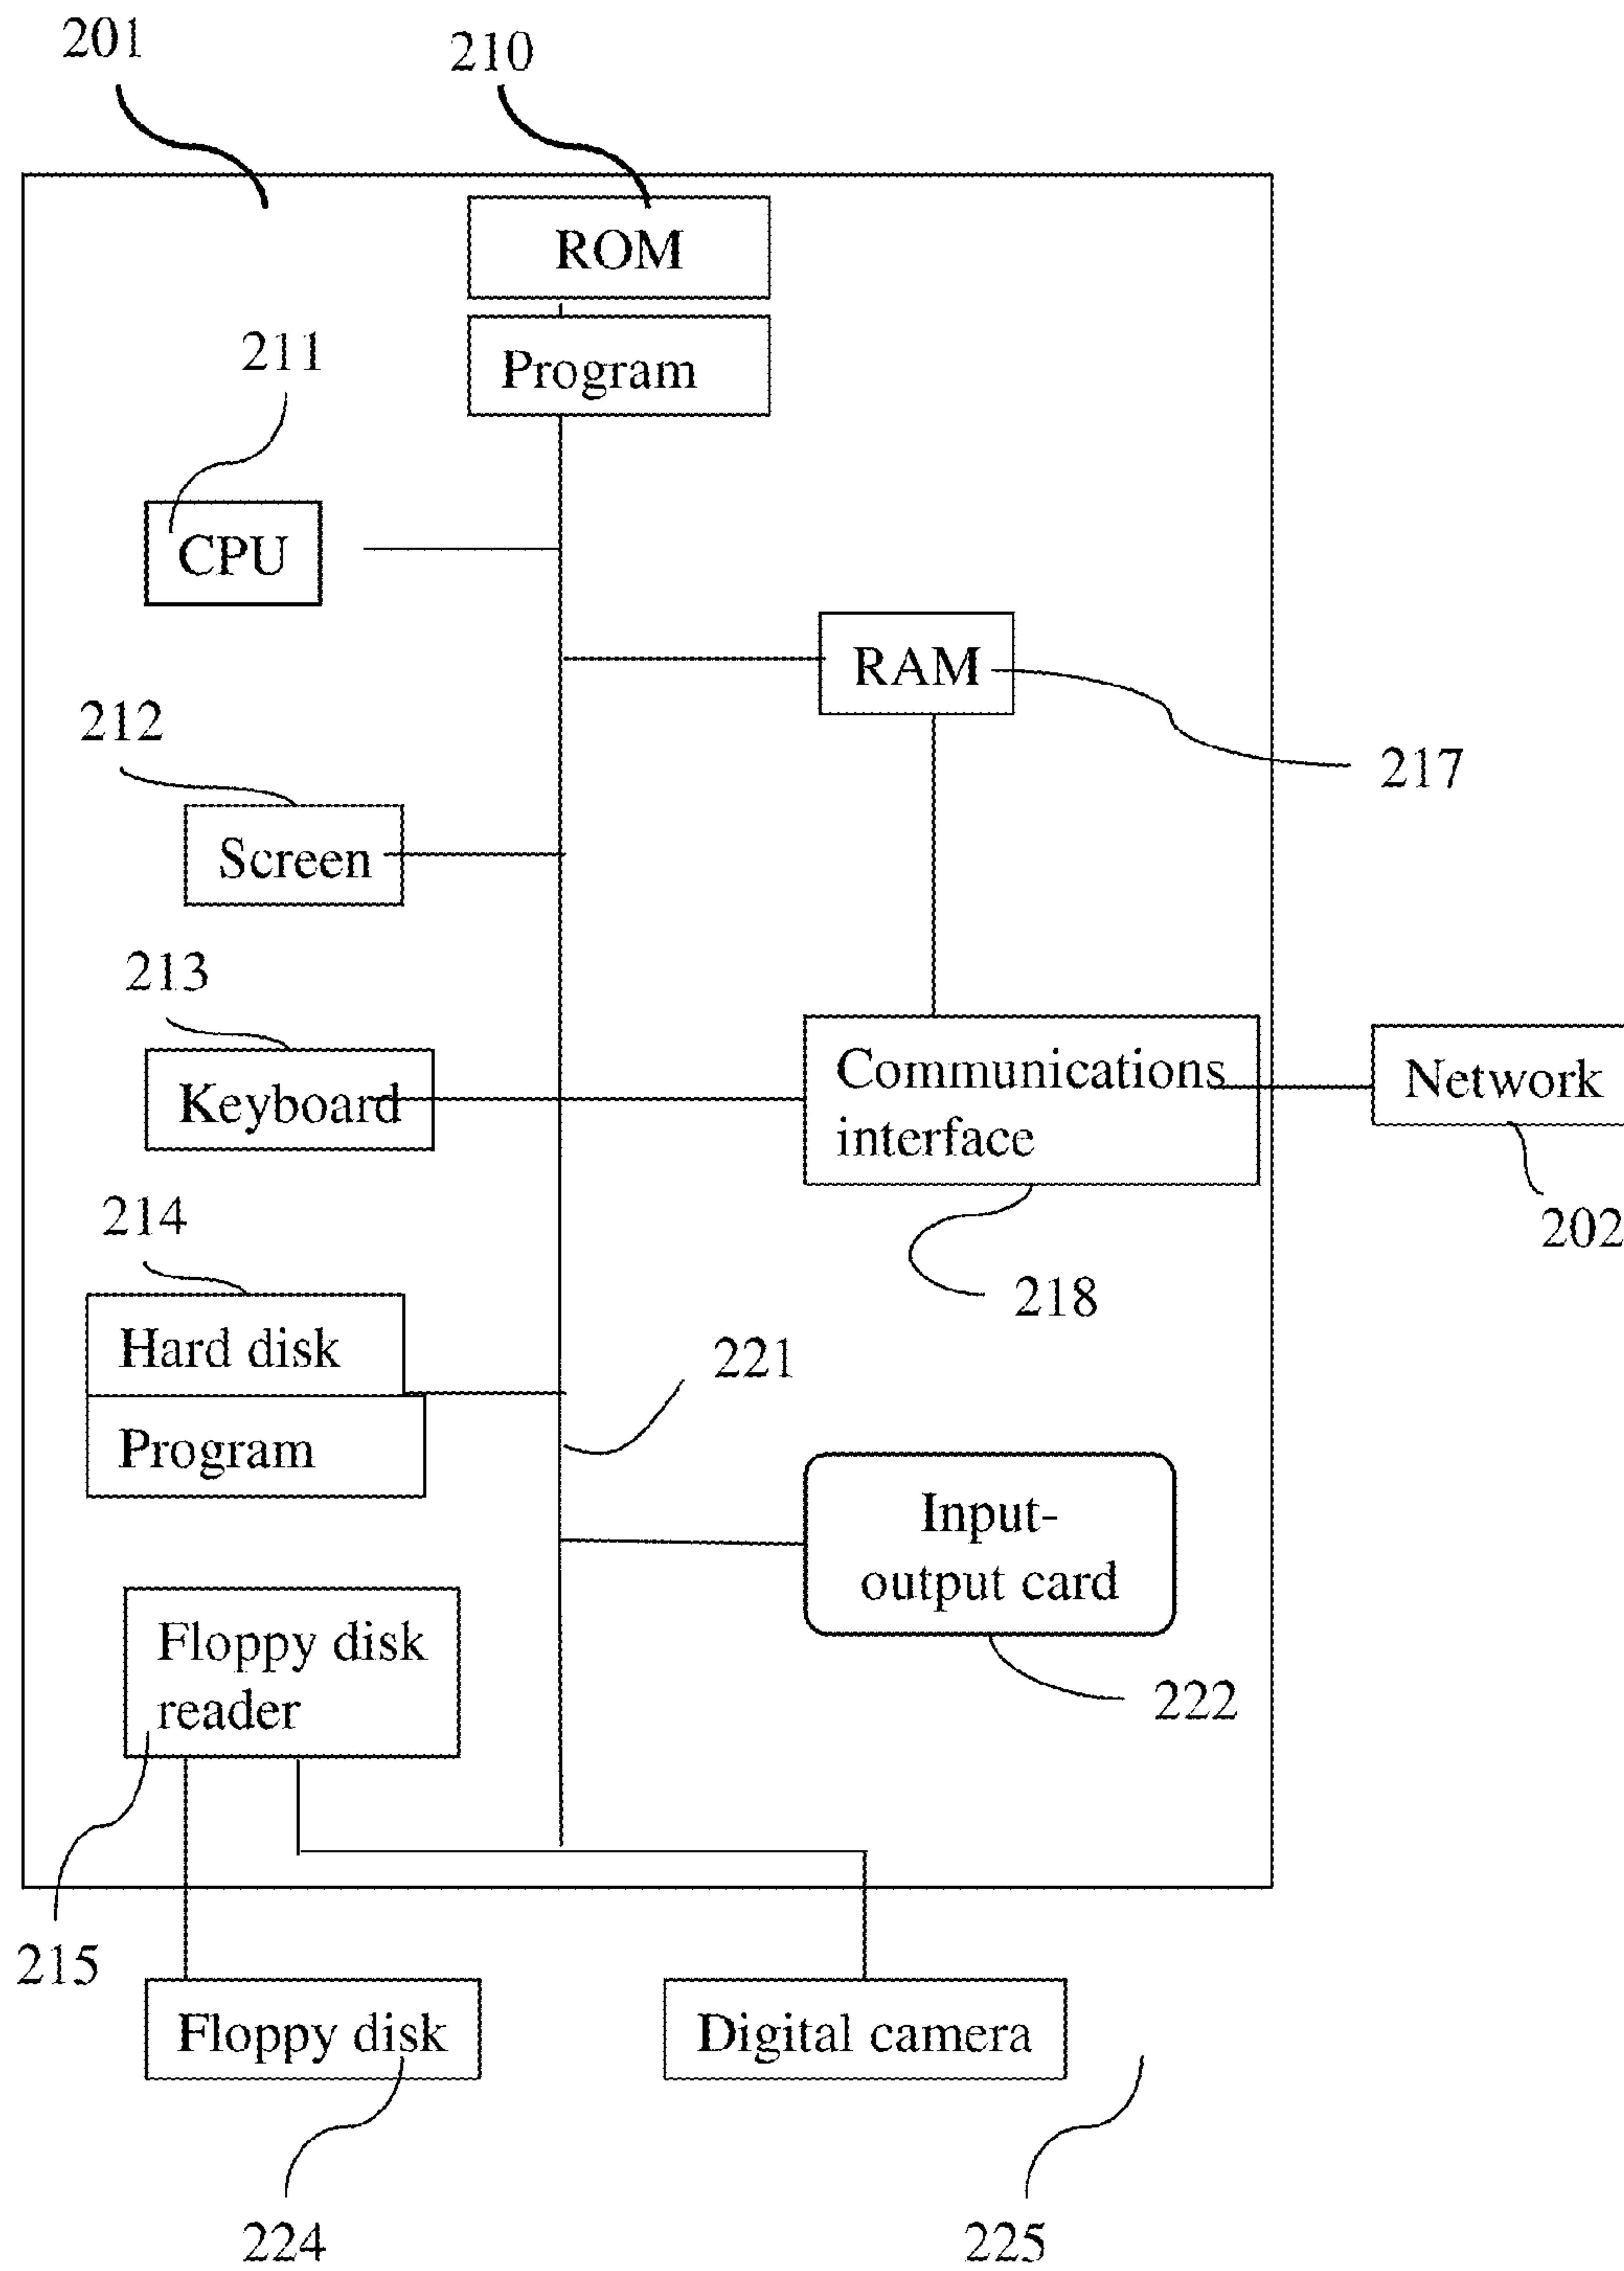 201
210
ROM
Program
211
CPU
RAM
217
212
Screen
213
Keyboard
Communications
interface
Network
202
218
214
Hard disk
Program
221
Input-
output card
222
Floppy disk
reader
215
Floppy disk
Digital camera
224
225